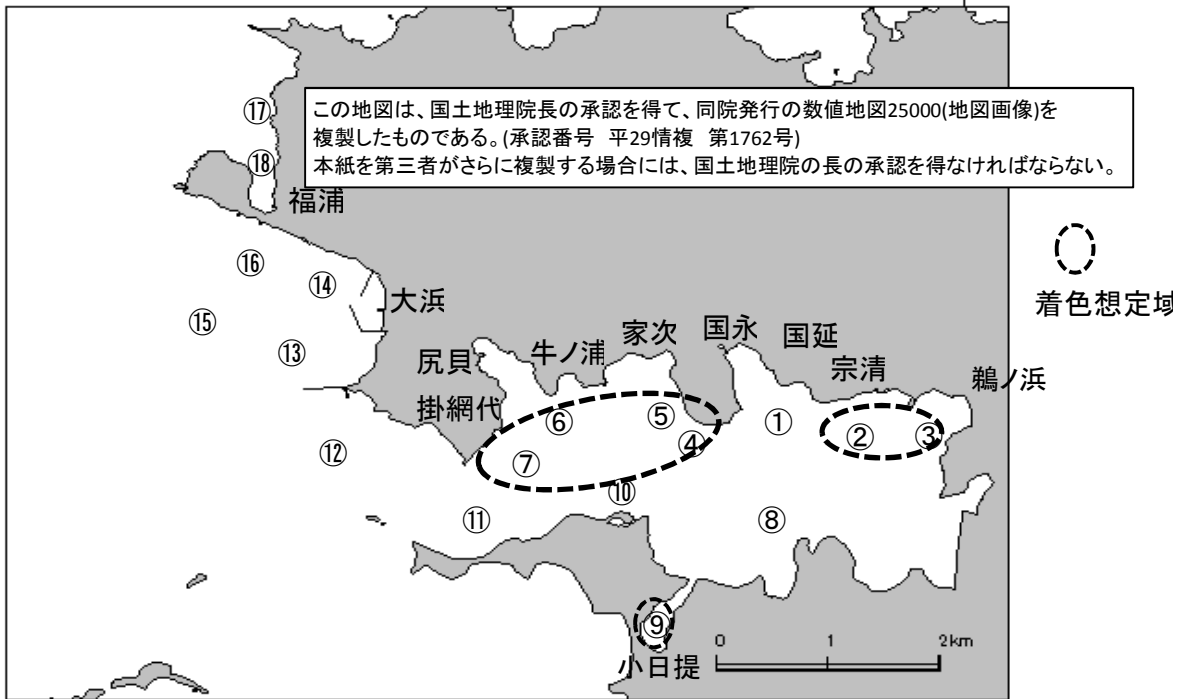 この地図は、国土地理院長の承認を得て、同院発行の数値地図25000(地図画像)を
複製したものである。(承認番号 平29情複 第1762号)
本紙を第三者がさらに複製する場合には、国土地理院の長の承認を得なければならない。
⑰
⑱
福浦
⑯
⑭
大浜
⑮
⑬
着色想定域
尻貝
牛ノ浦
家次
国永
国延
宗清
鵜ノ浜
掛網代
⑥
⑤
①
②
③
④
⑦
⑫
⑩
⑪
⑧
⑨
小日提
0 1 2km